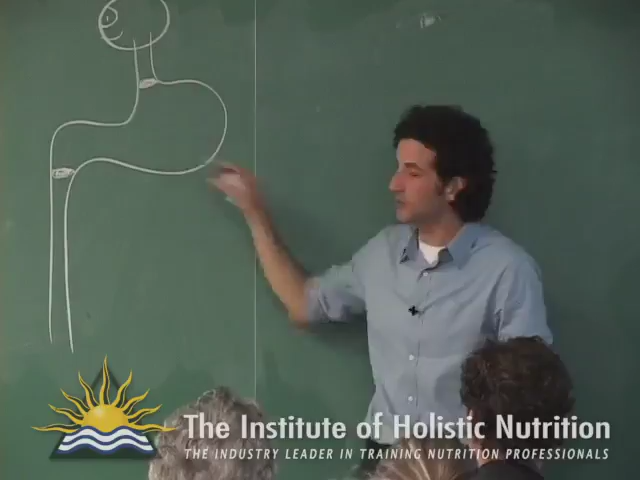 The Institute of Holistic Nutrition
THE INDUSTRY LEADER IN TRAINING NUTRITION PROFESSIONALS